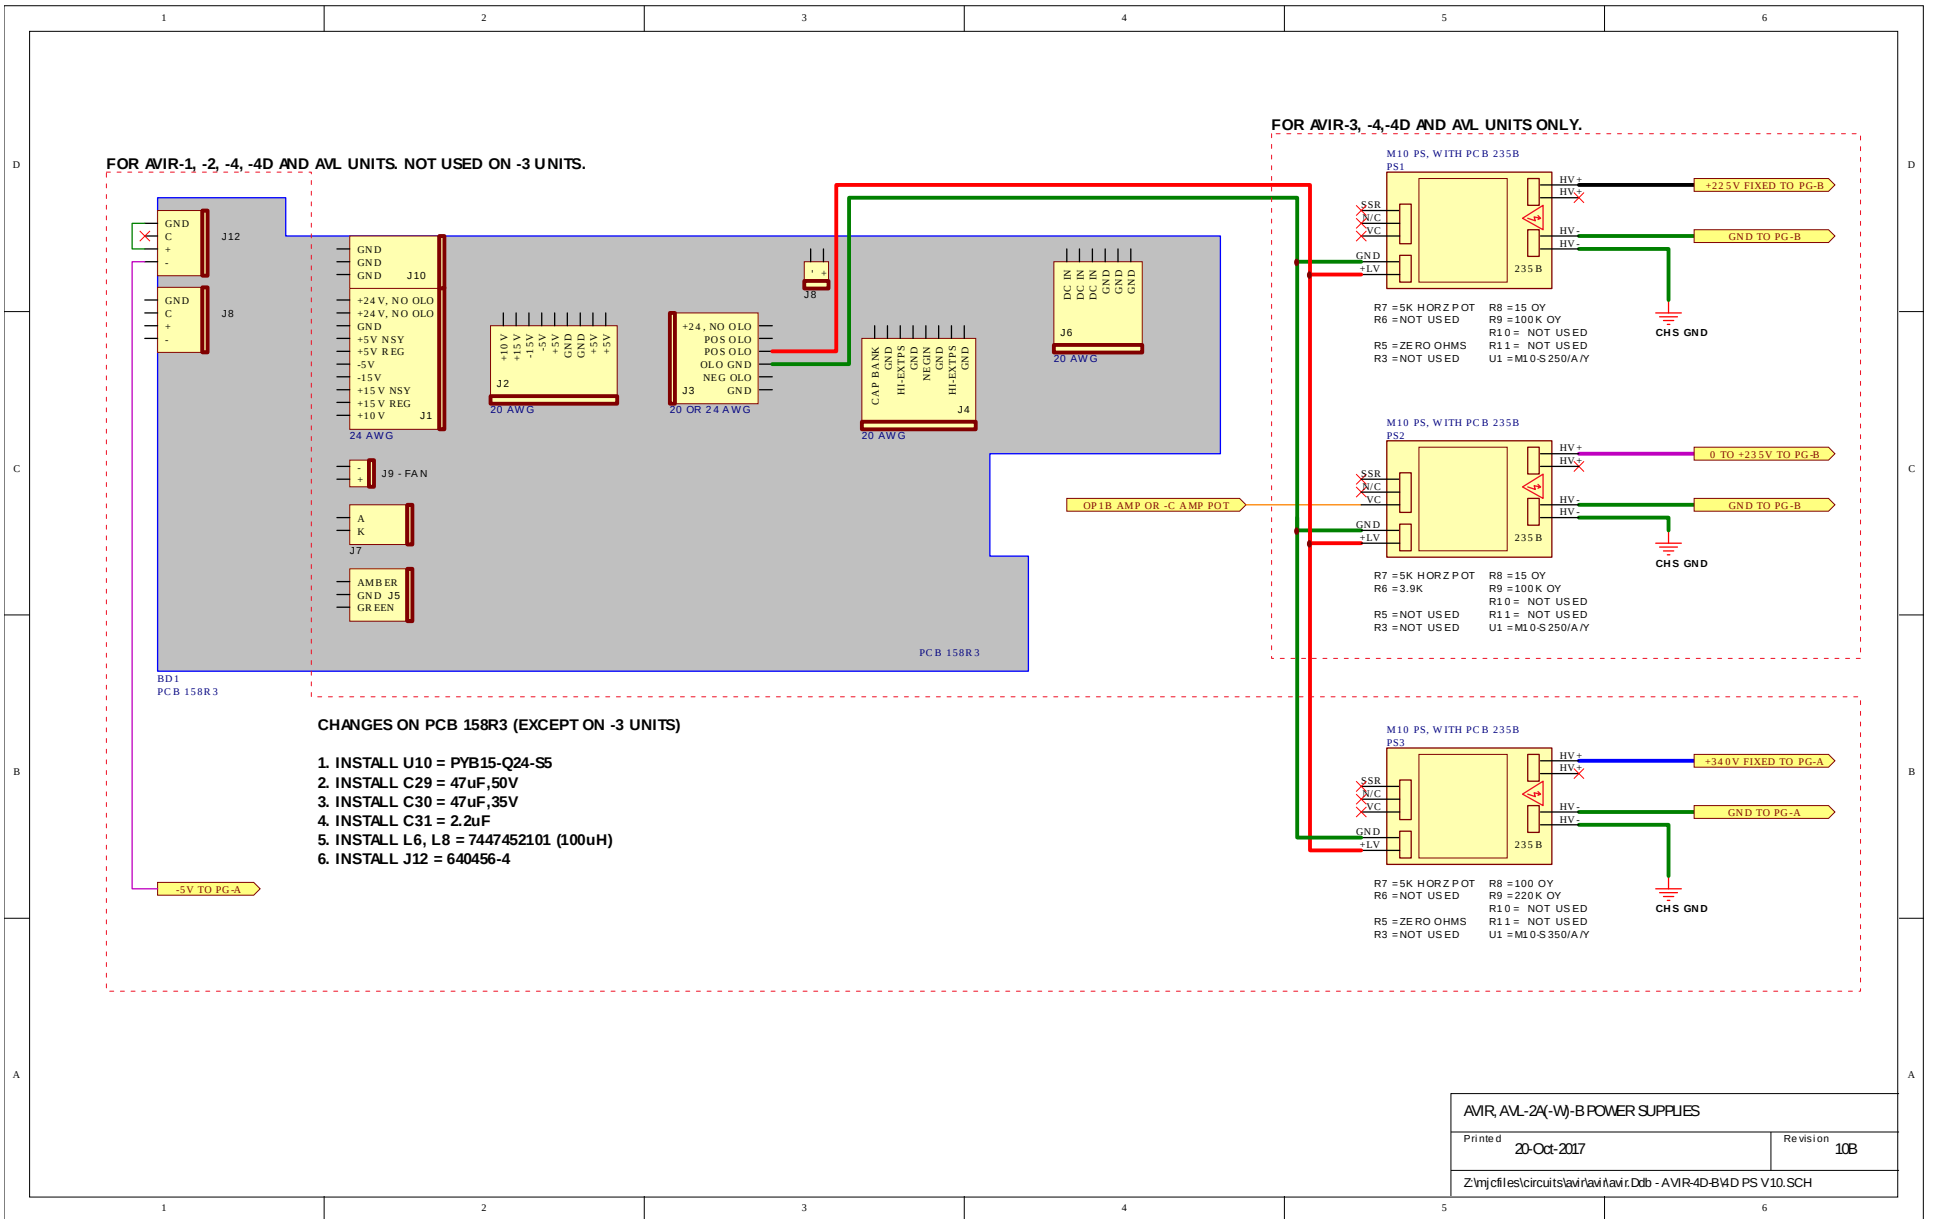 1 2 3 4 5 6
D
D
C
C
B
B
A
A
FOR AVIR-1, -2, -4, -4D AND AVL UNITS. NOT USED ON -3 UNITS.
FOR AVIR-3, -4,-4D AND AVL UNITS ONLY.
GND
C
+
-
J12
GND
C
+
-
J8
GND
GND
GND
J10
+24V, NO OLO
+24V, NO OLO
GND
+5V NSY
+5V REG
-5V
-15V
+15V NSY
+15V REG
+10V
J1
24 AWG
J9 - FAN
-
+
A
K
J7
AMBER
GND
GREEN
J5
+10V
+15V
-15V
-5V
+5V
GND
GND
+5V
+5V
J2
20 AWG
+24, NO OLO
POS OLO
POS OLO
OLO GND
NEG OLO
GND
J3
20 OR 24 AWG
- +
J8
CAP BANK
GND
HI-EXTPS
GND
NEGIN
GND
HI-EXTPS
GND
J4
20 AWG
DC IN
DC IN
DC IN
GND
GND
GND
J6
20 AWG
PCB 158R3
BD1
PCB 158R3
M10 PS, WITH PCB 235B
PS1
SSR
N/C
VC
GND
+LV
HV+
HV+
HV-
HV-
235B
+225V FIXED TO PG-B
GND TO PG-B
CHS GND
R7 =5K HORZ POT R8 =15 OY
R6 =NOT USED R9 =100K OY
R10 = NOT USED
R5 =ZERO OHMS R11 = NOT USED
R3 =NOT USED U1 =M10-S250/A/Y
M10 PS, WITH PCB 235B
PS2
SSR
N/C
VC
GND
+LV
HV+
HV+
HV-
HV-
235B
OP1B AMP OR -C AMP POT
0 TO +235V TO PG-B
GND TO PG-B
CHS GND
R7 =5K HORZ POT R8 =15 OY
R6 =3.9K R9 =100K OY
R10 = NOT USED
R5 =NOT USED R11 = NOT USED
R3 =NOT USED U1 =M10-S250/A/Y
M10 PS, WITH PCB 235B
PS3
SSR
N/C
VC
GND
+LV
HV+
HV+
HV-
HV-
235B
+340V FIXED TO PG-A
GND TO PG-A
CHS GND
R7 =5K HORZ POT R8 =100 OY
R6 =NOT USED R9 =220K OY
R10 = NOT USED
R5 =ZERO OHMS R11 = NOT USED
R3 =NOT USED U1 =M10-S350/A/Y
CHANGES ON PCB 158R3 (EXCEPT ON -3 UNITS)
1. INSTALL U10 = PYB15-Q24-S5
2. INSTALL C29 = 47uF,50V
3. INSTALL C30 = 47uF,35V
4. INSTALL C31 = 2.2uF
5. INSTALL L6, L8 = 7447452101 (100uH)
6. INSTALL J12 = 640456-4
-5V TO PG-A
AVIR, AVL-2A(-W)-B POWER SUPPLIES
Printed 20-Oct-2017 Revision 10B
Z:\mjcfiles\circuits\avir\avir\avir.Ddb - AVIR-4D-B\4D PS V10.SCH
1 2 3 4 5 6